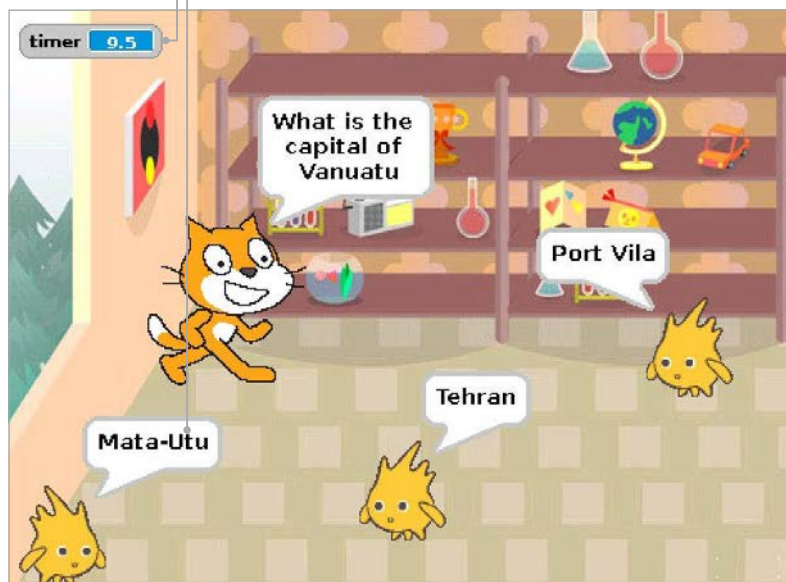 timer 9.5
What is the
capital of
Vanuatu
Port Vila
Tehran
Mata-Utu